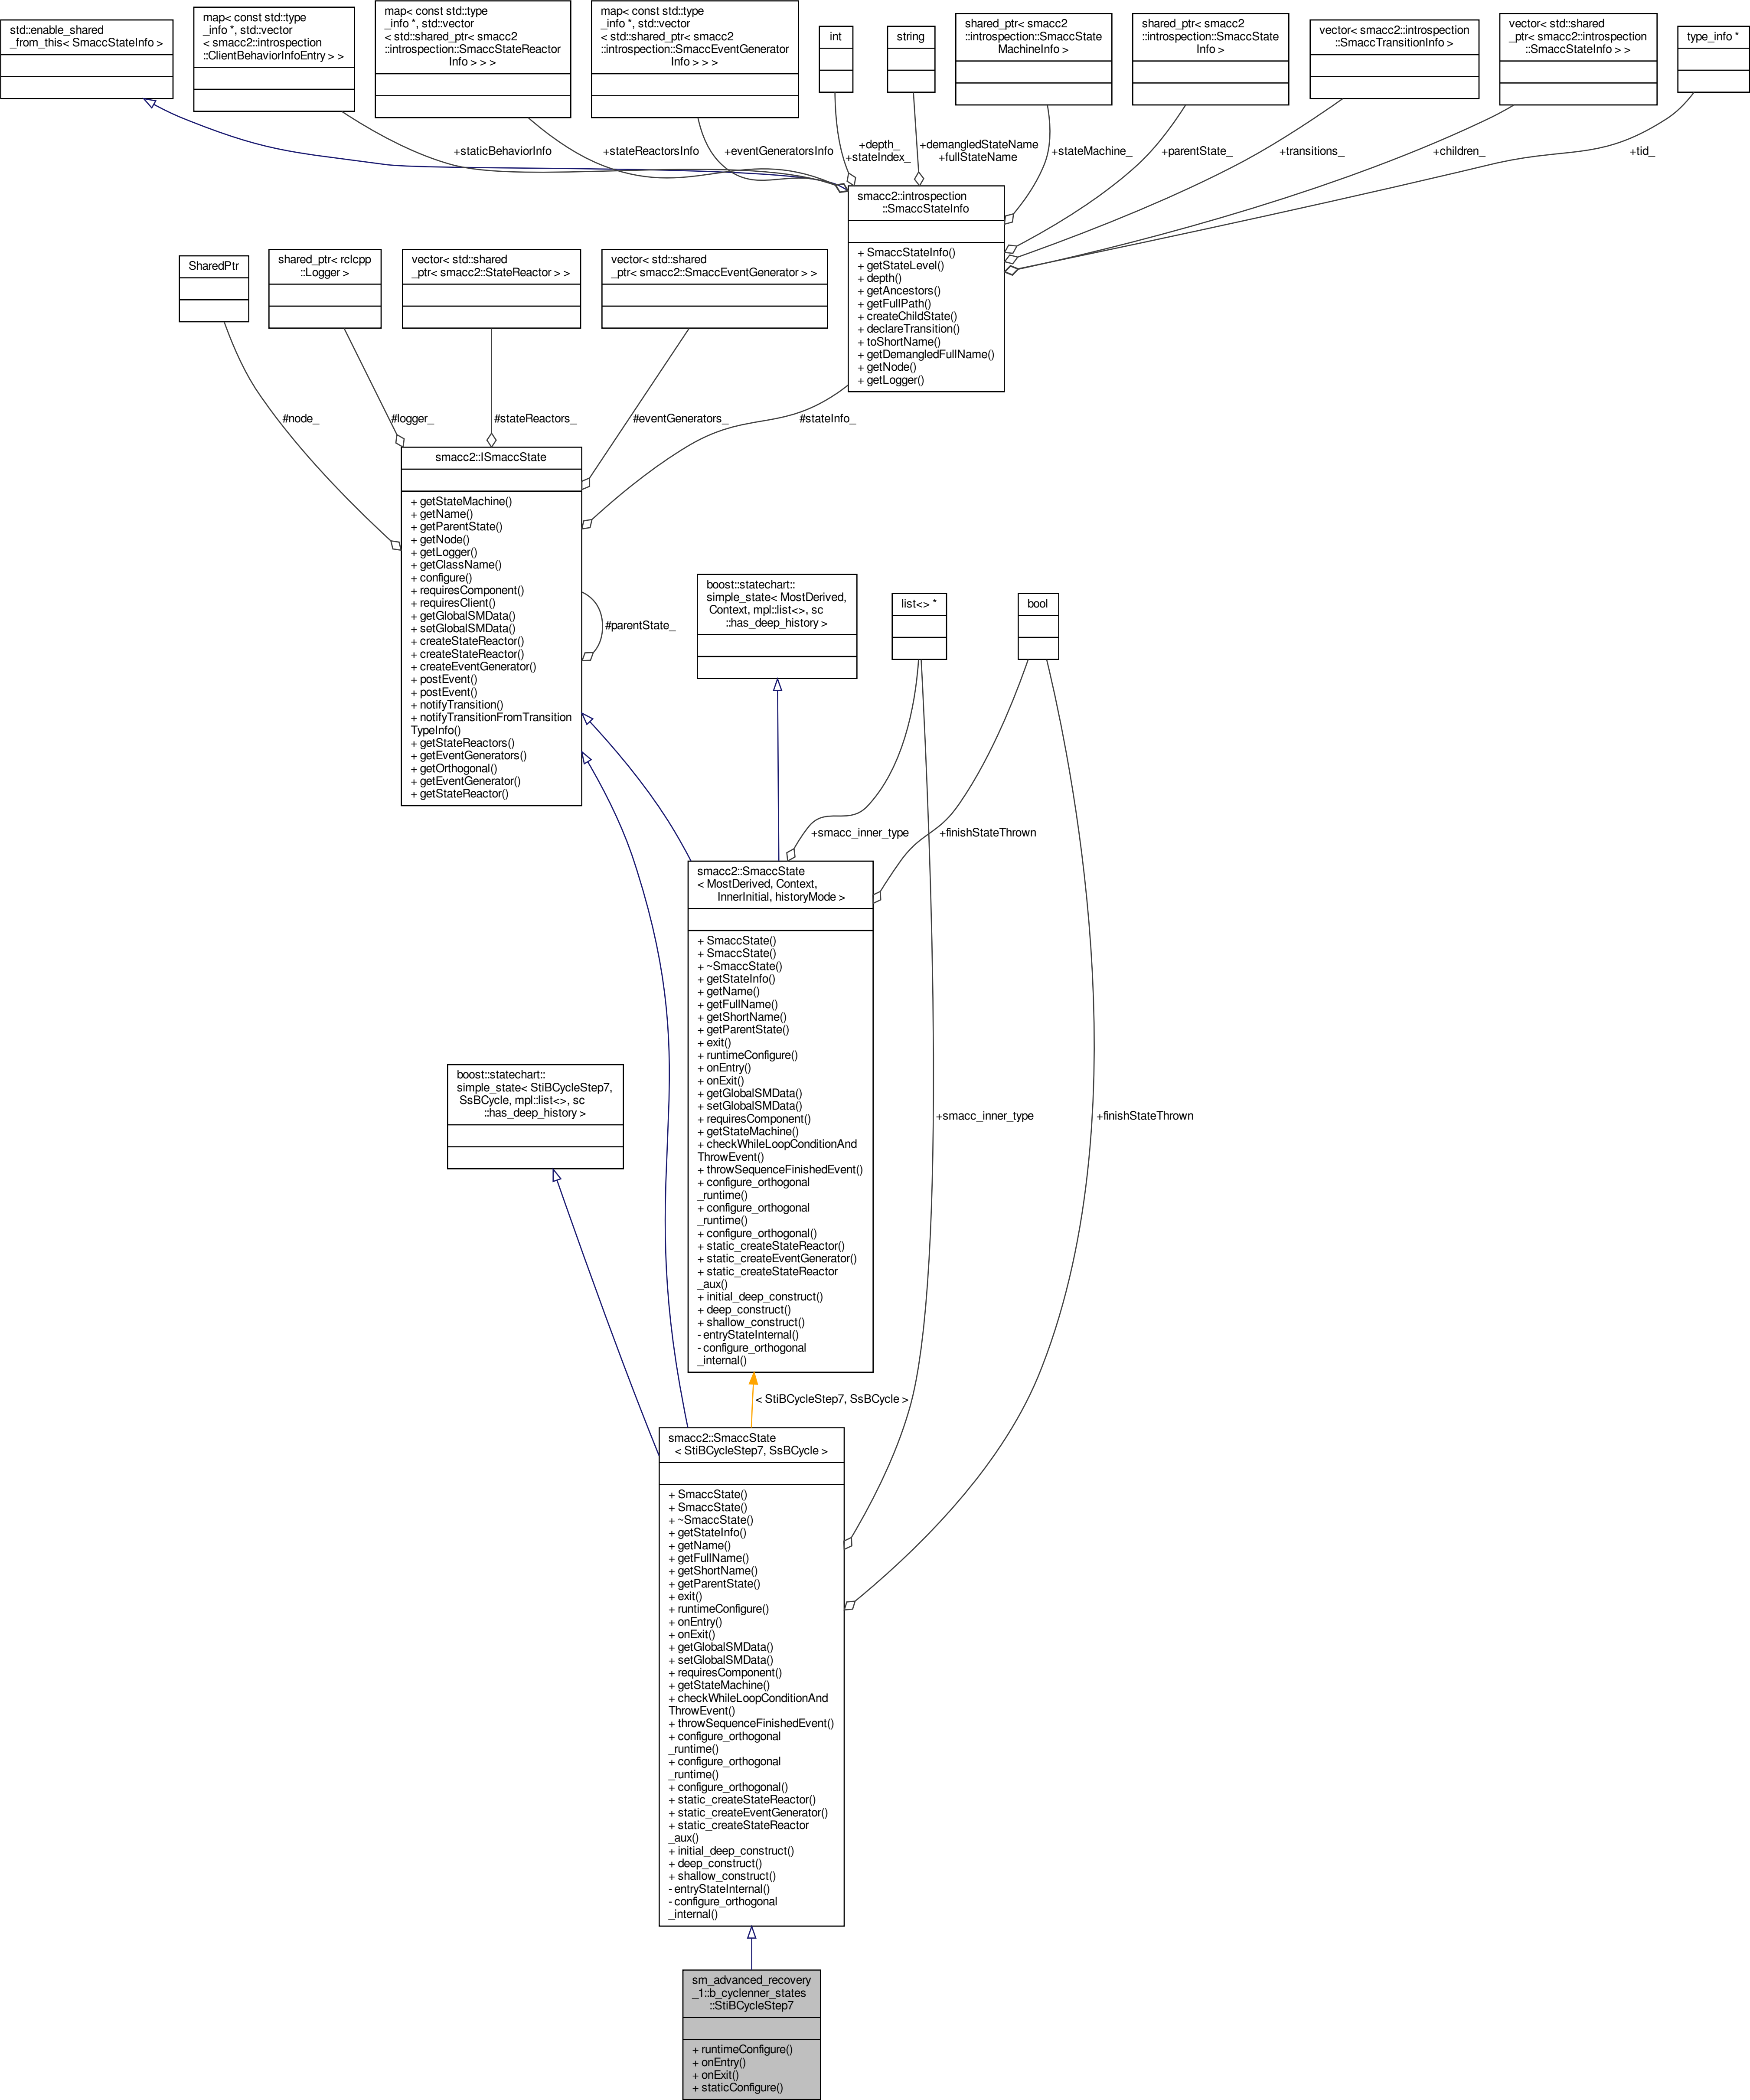 std::enable_shared
_from_this< SmaccStateInfo >
map< const std::type
_info *, std::vector
< smacc2::introspection
::ClientBehaviorInfoEntry > >
map< const std::type
_info *, std::vector
< std::shared_ptr< smacc2
::introspection::SmaccStateReactor
Info > > >
map< const std::type
_info *, std::vector
< std::shared_ptr< smacc2
::introspection::SmaccEventGenerator
Info > > >
int
string
shared_ptr< smacc2
::introspection::SmaccState
MachineInfo >
shared_ptr< smacc2
::introspection::SmaccState
Info >
vector< smacc2::introspection
::SmaccTransitionInfo >
vector< std::shared
_ptr< smacc2::introspection
::SmaccStateInfo > >
type_info *
+staticBehaviorInfo
+stateReactorsInfo
+eventGeneratorsInfo
+depth_
+stateIndex_
+demangledStateName
+fullStateName
+stateMachine_
+parentState_
+transitions_
+children_
+tid_
smacc2::introspection
::SmaccStateInfo
+ SmaccStateInfo()
+ getStateLevel()
+ depth()
+ getAncestors()
+ getFullPath()
+ createChildState()
+ declareTransition()
+ toShortName()
+ getDemangledFullName()
+ getNode()
+ getLogger()
SharedPtr
shared_ptr< rclcpp
::Logger >
vector< std::shared
_ptr< smacc2::StateReactor > >
vector< std::shared
_ptr< smacc2::SmaccEventGenerator > >
#node_
#logger_
#stateReactors_
#eventGenerators_
#stateInfo_
smacc2::ISmaccState
+ getStateMachine()
+ getName()
+ getParentState()
+ getNode()
+ getLogger()
+ getClassName()
+ configure()
+ requiresComponent()
+ requiresClient()
+ getGlobalSMData()
+ setGlobalSMData()
+ createStateReactor()
+ createStateReactor()
+ createEventGenerator()
+ postEvent()
+ postEvent()
+ notifyTransition()
+ notifyTransitionFromTransition
TypeInfo()
+ getStateReactors()
+ getEventGenerators()
+ getOrthogonal()
+ getEventGenerator()
+ getStateReactor()
#parentState_
boost::statechart::
simple_state< MostDerived,
Context, mpl::list<>, sc
::has_deep_history >
list<> *
bool
+smacc_inner_type
+finishStateThrown
smacc2::SmaccState
< MostDerived, Context,
InnerInitial, historyMode >
+ SmaccState()
+ SmaccState()
+ ~SmaccState()
+ getStateInfo()
+ getName()
+ getFullName()
+ getShortName()
+ getParentState()
+ exit()
+ runtimeConfigure()
+ onEntry()
+ onExit()
+ getGlobalSMData()
+ setGlobalSMData()
+ requiresComponent()
+ getStateMachine()
+ checkWhileLoopConditionAnd
ThrowEvent()
+ throwSequenceFinishedEvent()
+ configure_orthogonal
_runtime()
+ configure_orthogonal
_runtime()
+ configure_orthogonal()
+ static_createStateReactor()
+ static_createEventGenerator()
+ static_createStateReactor
_aux()
+ initial_deep_construct()
+ deep_construct()
+ shallow_construct()
- entryStateInternal()
- configure_orthogonal
_internal()
boost::statechart::
simple_state< StiBCycleStep7,
SsBCycle, mpl::list<>, sc
::has_deep_history >
+smacc_inner_type
+finishStateThrown
< StiBCycleStep7, SsBCycle >
smacc2::SmaccState
< StiBCycleStep7, SsBCycle >
+ SmaccState()
+ SmaccState()
+ ~SmaccState()
+ getStateInfo()
+ getName()
+ getFullName()
+ getShortName()
+ getParentState()
+ exit()
+ runtimeConfigure()
+ onEntry()
+ onExit()
+ getGlobalSMData()
+ setGlobalSMData()
+ requiresComponent()
+ getStateMachine()
+ checkWhileLoopConditionAnd
ThrowEvent()
+ throwSequenceFinishedEvent()
+ configure_orthogonal
_runtime()
+ configure_orthogonal
_runtime()
+ configure_orthogonal()
+ static_createStateReactor()
+ static_createEventGenerator()
+ static_createStateReactor
_aux()
+ initial_deep_construct()
+ deep_construct()
+ shallow_construct()
- entryStateInternal()
- configure_orthogonal
_internal()
sm_advanced_recovery
_1::b_cyclenner_states
::StiBCycleStep7
+ runtimeConfigure()
+ onEntry()
+ onExit()
+ staticConfigure()